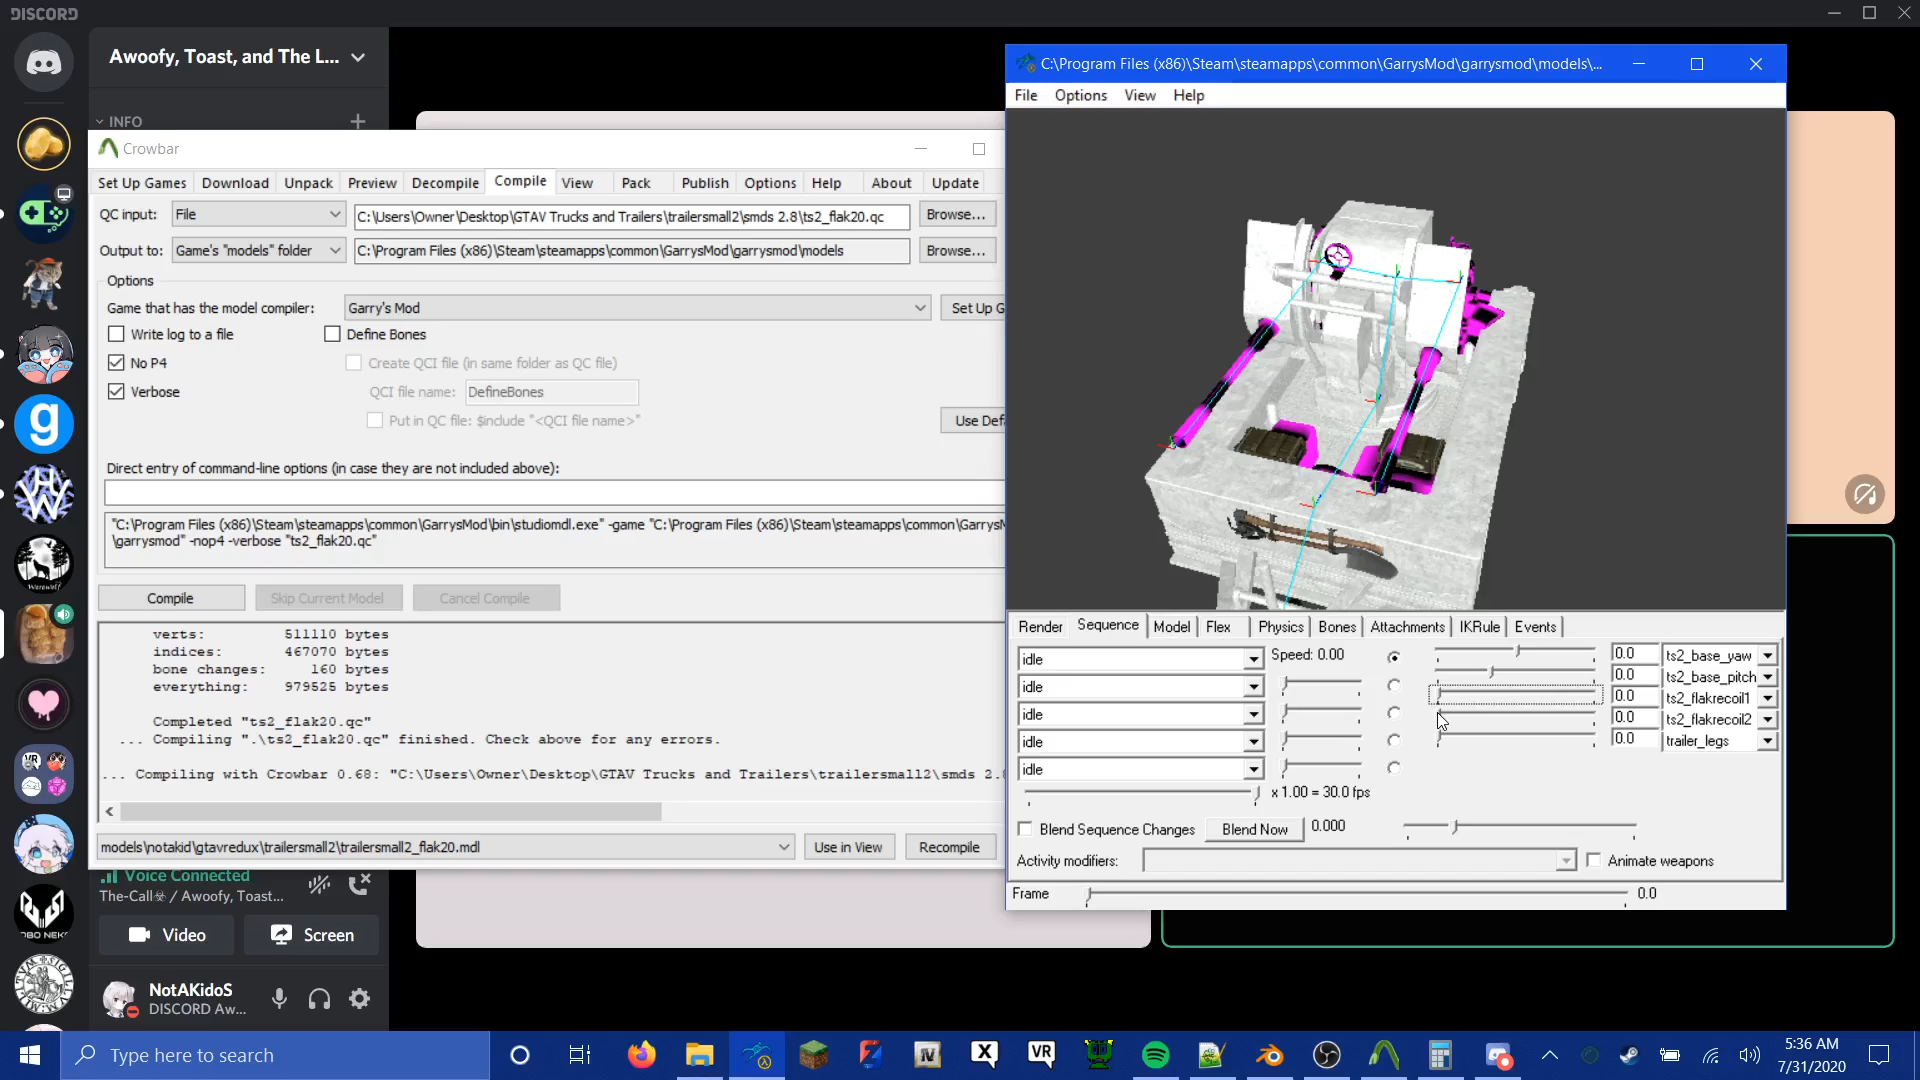 DISCORD
Awoofy, Toast, and The L...
INFO
Crowbar
Set Up Games Download Unpack Preview Decompile Compile View Pack Publish Options Help About Update
QC input: File C:\Users\Owner\Desktop\GTAV Trucks and Trailers\trailersmall2\smds 2.8\ts2_flak20.qc Browse...
Output to: Game's "models" folder C:\Program Files (x86)\Steam\steamapps\common\GarrysMod\garrysmod\models Browse...
Options
Game that has the model compiler: Garry's Mod Set Up G
Write log to a file Define Bones
No P4 Create QCI file (in same folder as QC file)
Verbose QCI file name: DefineBones
Put in QC file: $include "<QCI file name>" Use Def
Direct entry of command-line options (in case they are not included above):
"C:\Program Files (x86)\Steam\steamapps\common\GarrysMod\bin\studiomdl.exe" -game "C:\Program Files (x86)\Steam\steamapps\common\GarrysM
\garrysmod" -nop4 -verbose "ts2_flak20.qc"
Compile Skip Current Model Cancel Compile
verts: 511110 bytes
indices: 467070 bytes
bone changes: 160 bytes
everything: 979525 bytes
Completed "ts2_flak20.qc"
... Compiling ".\ts2_flak20.qc" finished. Check above for any errors.
... Compiling with Crowbar 0.68: "C:\Users\Owner\Desktop\GTAV Trucks and Trailers\trailersmall2\smds 2.8
models\notakid\gtavredux\trailersmall2\trailersmall2_flak20.mdl Use in View Recompile
Voice Connected
The-Call☣ / Awoofy, Toast...
Video Screen
NotAKidoS
DISCORD Aw...
C:\Program Files (x86)\Steam\steamapps\common\GarrysMod\garrysmod\models\...
File Options View Help
Render Sequence Model Flex Physics Bones Attachments IKRule Events
idle Speed: 0.00 0.0 ts2_base_yaw
idle 0.0 ts2_base_pitch
idle 0.0 ts2_flakrecoil1
idle 0.0 ts2_flakrecoil2
idle 0.0 trailer_legs
x 1.00 = 30.0 fps
Blend Sequence Changes Blend Now 0.000
Activity modifiers: Animate weapons
Frame 0.0
Type here to search
5:36 AM
7/31/2020